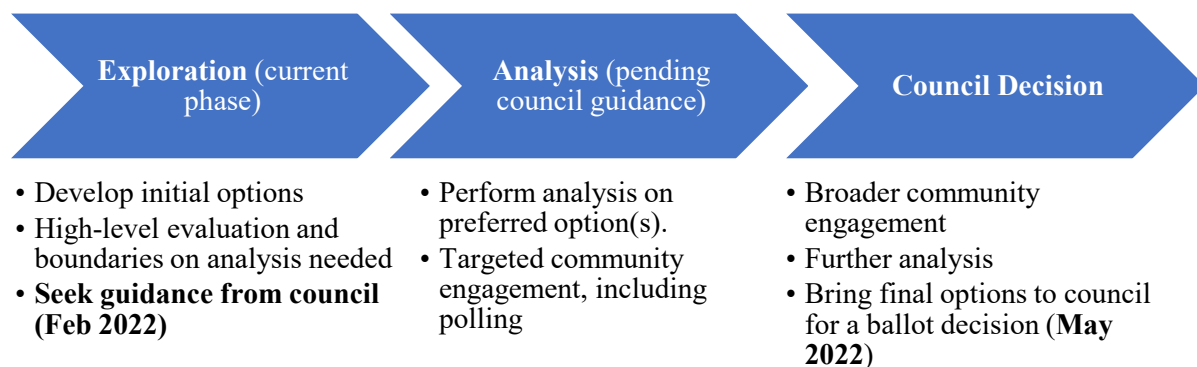 Exploration (current
phase)
Analysis (pending
council guidance)
Council Decision
• Develop initial options
• High-level evaluation and
boundaries on analysis needed
• Seek guidance from council
(Feb 2022)
• Perform analysis on
preferred option(s).
• Targeted community
engagement, including
polling
• Broader community
engagement
• Further analysis
• Bring final options to council
for a ballot decision (May
2022)